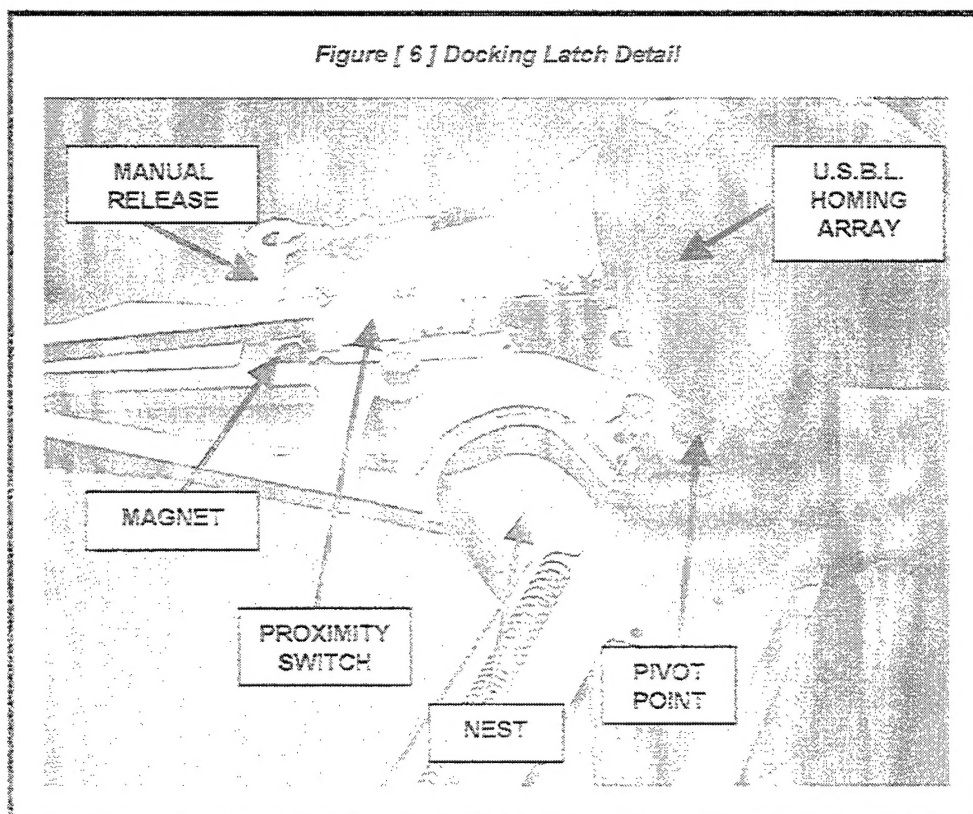 Figure [ 6 ] Docking Latch Detail
MANUAL
RELEASE
U.S.B.L.
HOMING
ARRAY
MAGNET
PROXIMITY
SWITCH
NEST
PIVOT
POINT